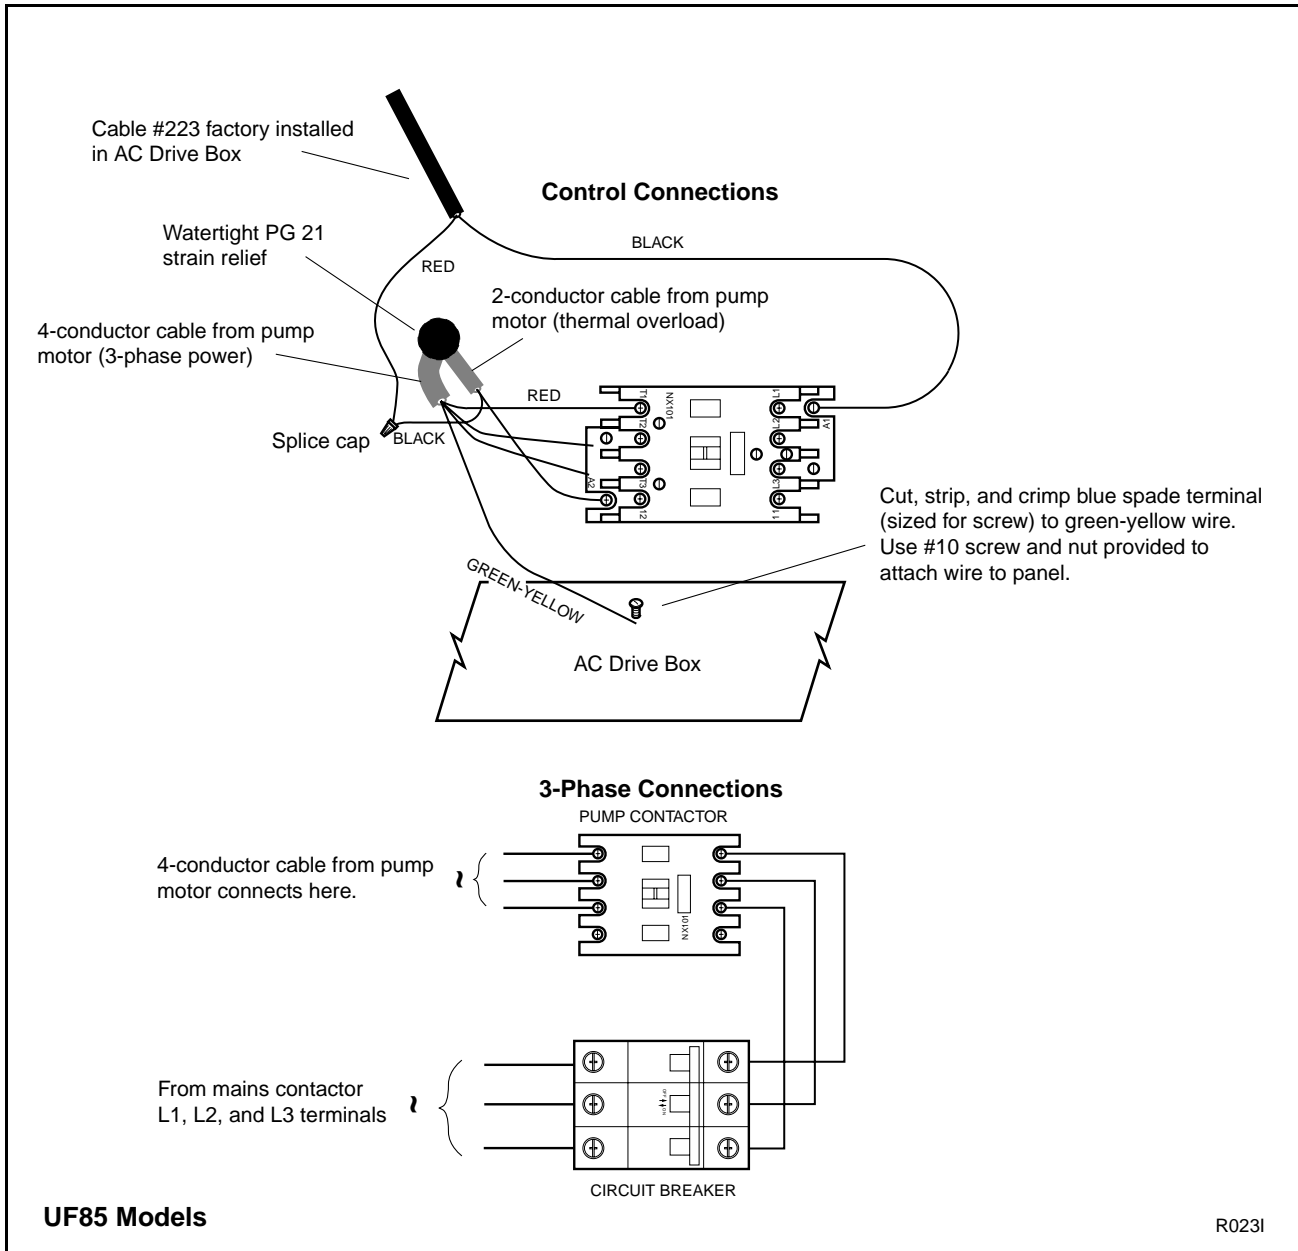 Cable #223 factory installed
in AC Drive Box
Control Connections
Watertight PG 21
strain relief
BLACK
RED
2-conductor cable from pump
motor (thermal overload)
4-conductor cable from pump
motor (3-phase power)
RED
T1
NX101
L1
A1
T2
L2
Splice cap
BLACK
A2
T3
L3
12
11
Cut, strip, and crimp blue spade terminal
(sized for screw) to green-yellow wire.
Use #10 screw and nut provided to
attach wire to panel.
GREEN-YELLOW
AC Drive Box
3-Phase Connections
PUMP CONTACTOR
4-conductor cable from pump
motor connects here.
~
NX101
From mains contactor
L1, L2, and L3 terminals
~
OFF
ON
CIRCUIT BREAKER
UF85 Models
R023I